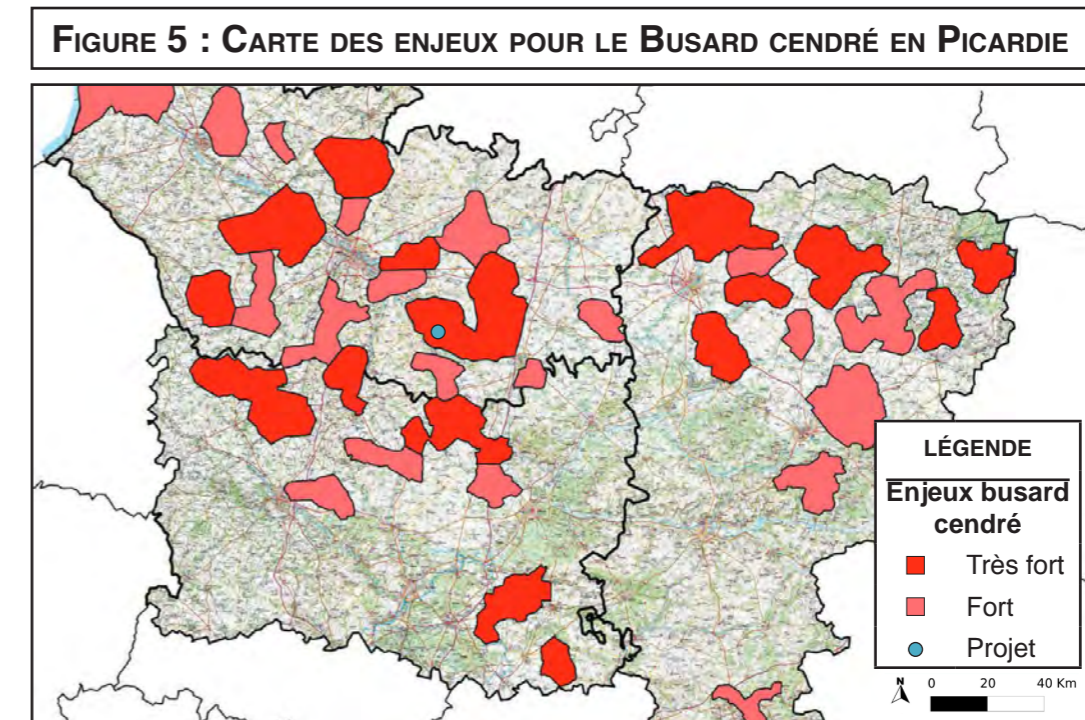 FIGURE 5 : CARTE DES ENJEUX POUR LE BUSARD CENDRÉ EN PICARDIE
LÉGENDE
Enjeux busard
cendré
Très fort
Fort
Projet
N
0 20 40 Km